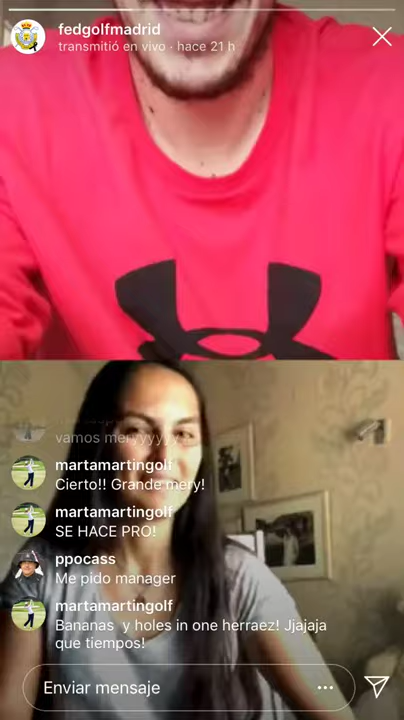 fedgolfmadrid
transmitió en vivo · hace 21 h
vamos meryyyyyy
martamartingolf
Cierto!! Grande mery!
martamartingolf
SE HACE PRO!
ppocass
Me pido manager
martamartingolf
Bananas y holes in one herraez! Jjajaja
que tiempos!
Enviar mensaje